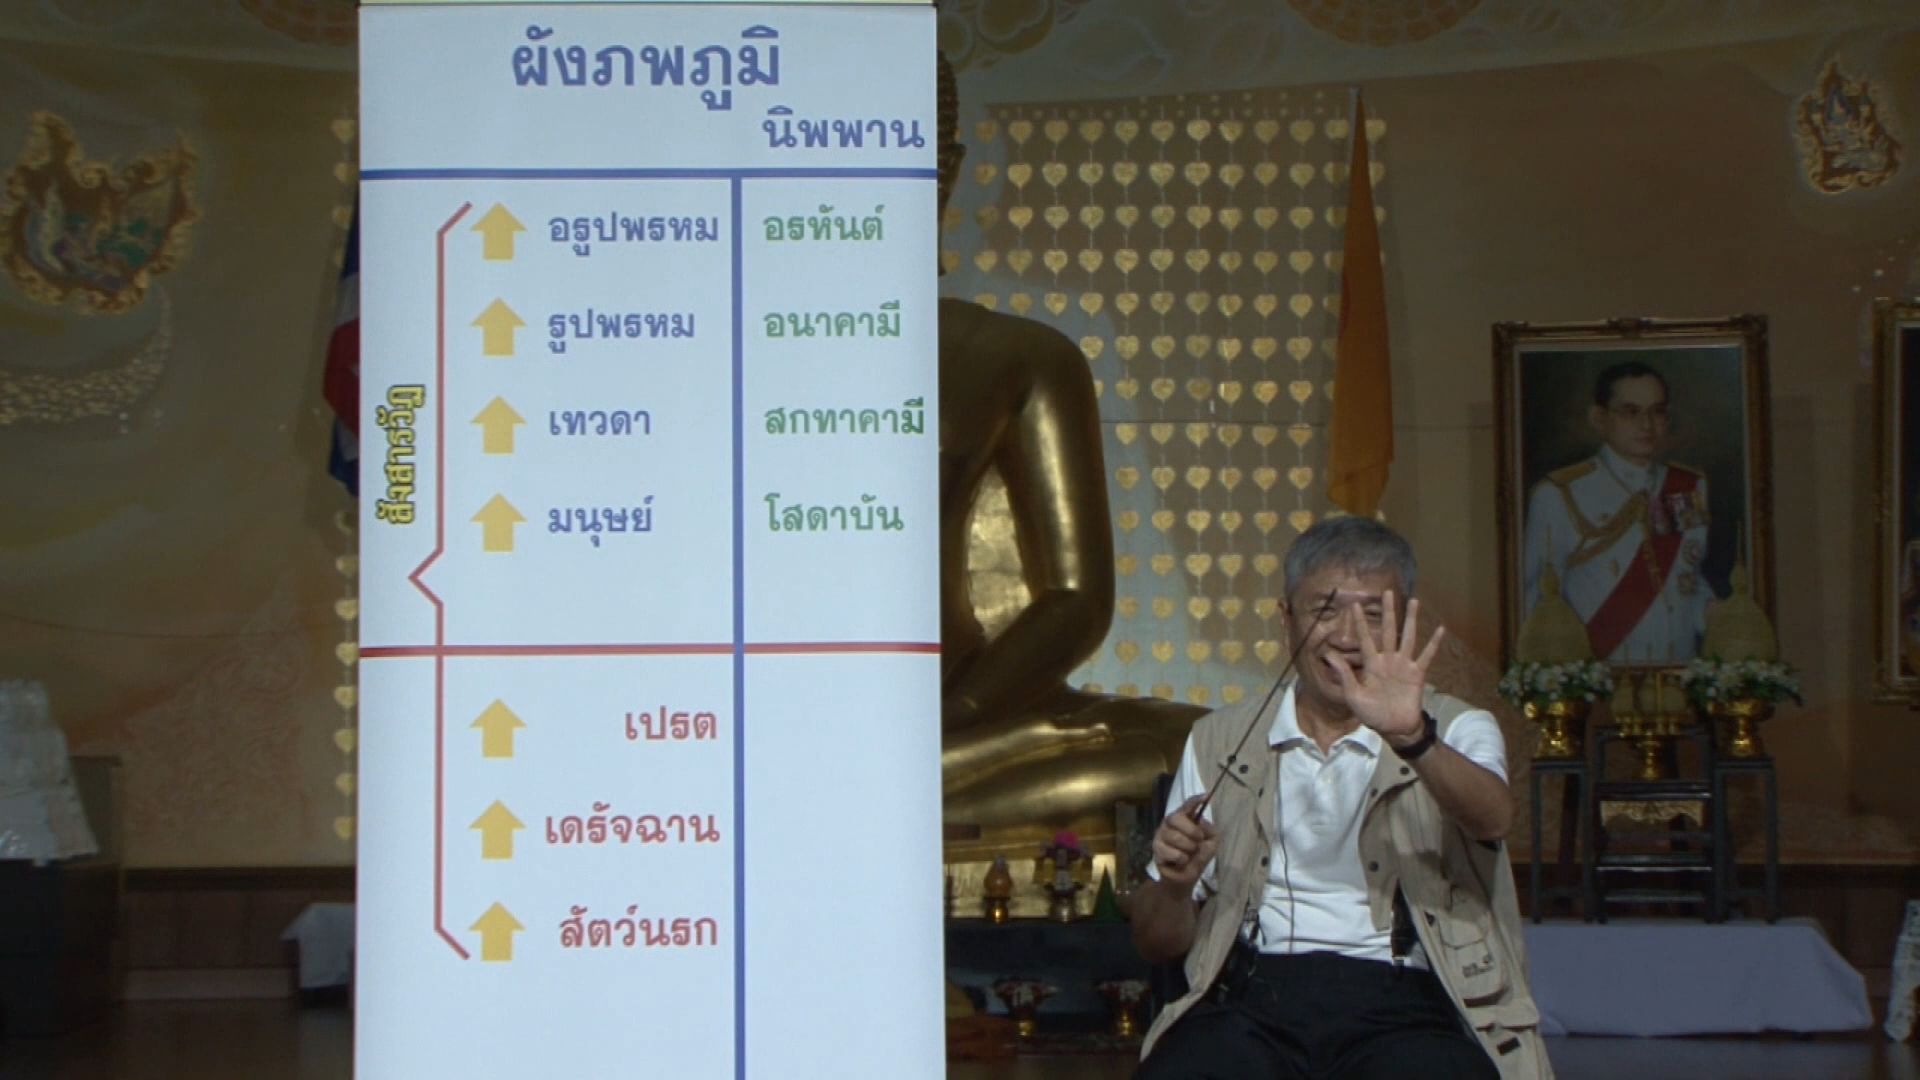 ผังภพภูมิ
นิพพาน
อรูปพรหม อรหันต์
รูปพรหม อนาคามี
เทวดา สกทาคามี
มนุษย์ โสดาบัน
สังสารวัฏ
เปรต
เดรัจฉาน
สัตว์นรก